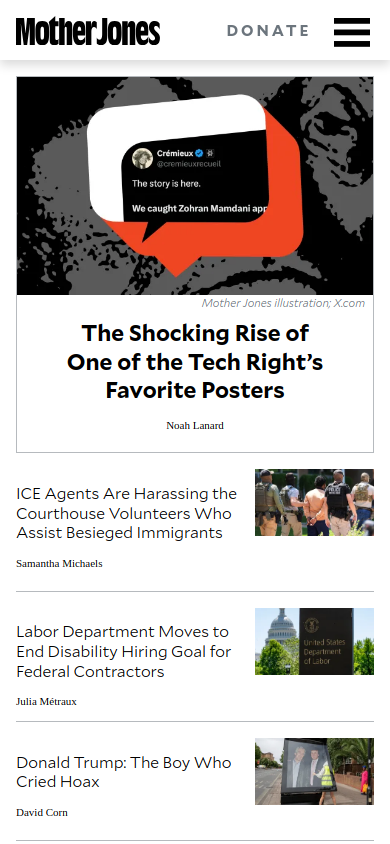 Mother Jones
DONATE
Crémieux
@cremieuxrecueil
The story is here.
We caught Zohran Mamdani app
Mother Jones illustration; X.com
The Shocking Rise of
One of the Tech Right’s
Favorite Posters
Noah Lanard
ICE Agents Are Harassing the
Courthouse Volunteers Who
Assist Besieged Immigrants
Samantha Michaels
Labor Department Moves to
End Disability Hiring Goal for
Federal Contractors
United States
Department
of Labor
Julia Métraux
Donald Trump: The Boy Who
Cried Hoax
David Corn